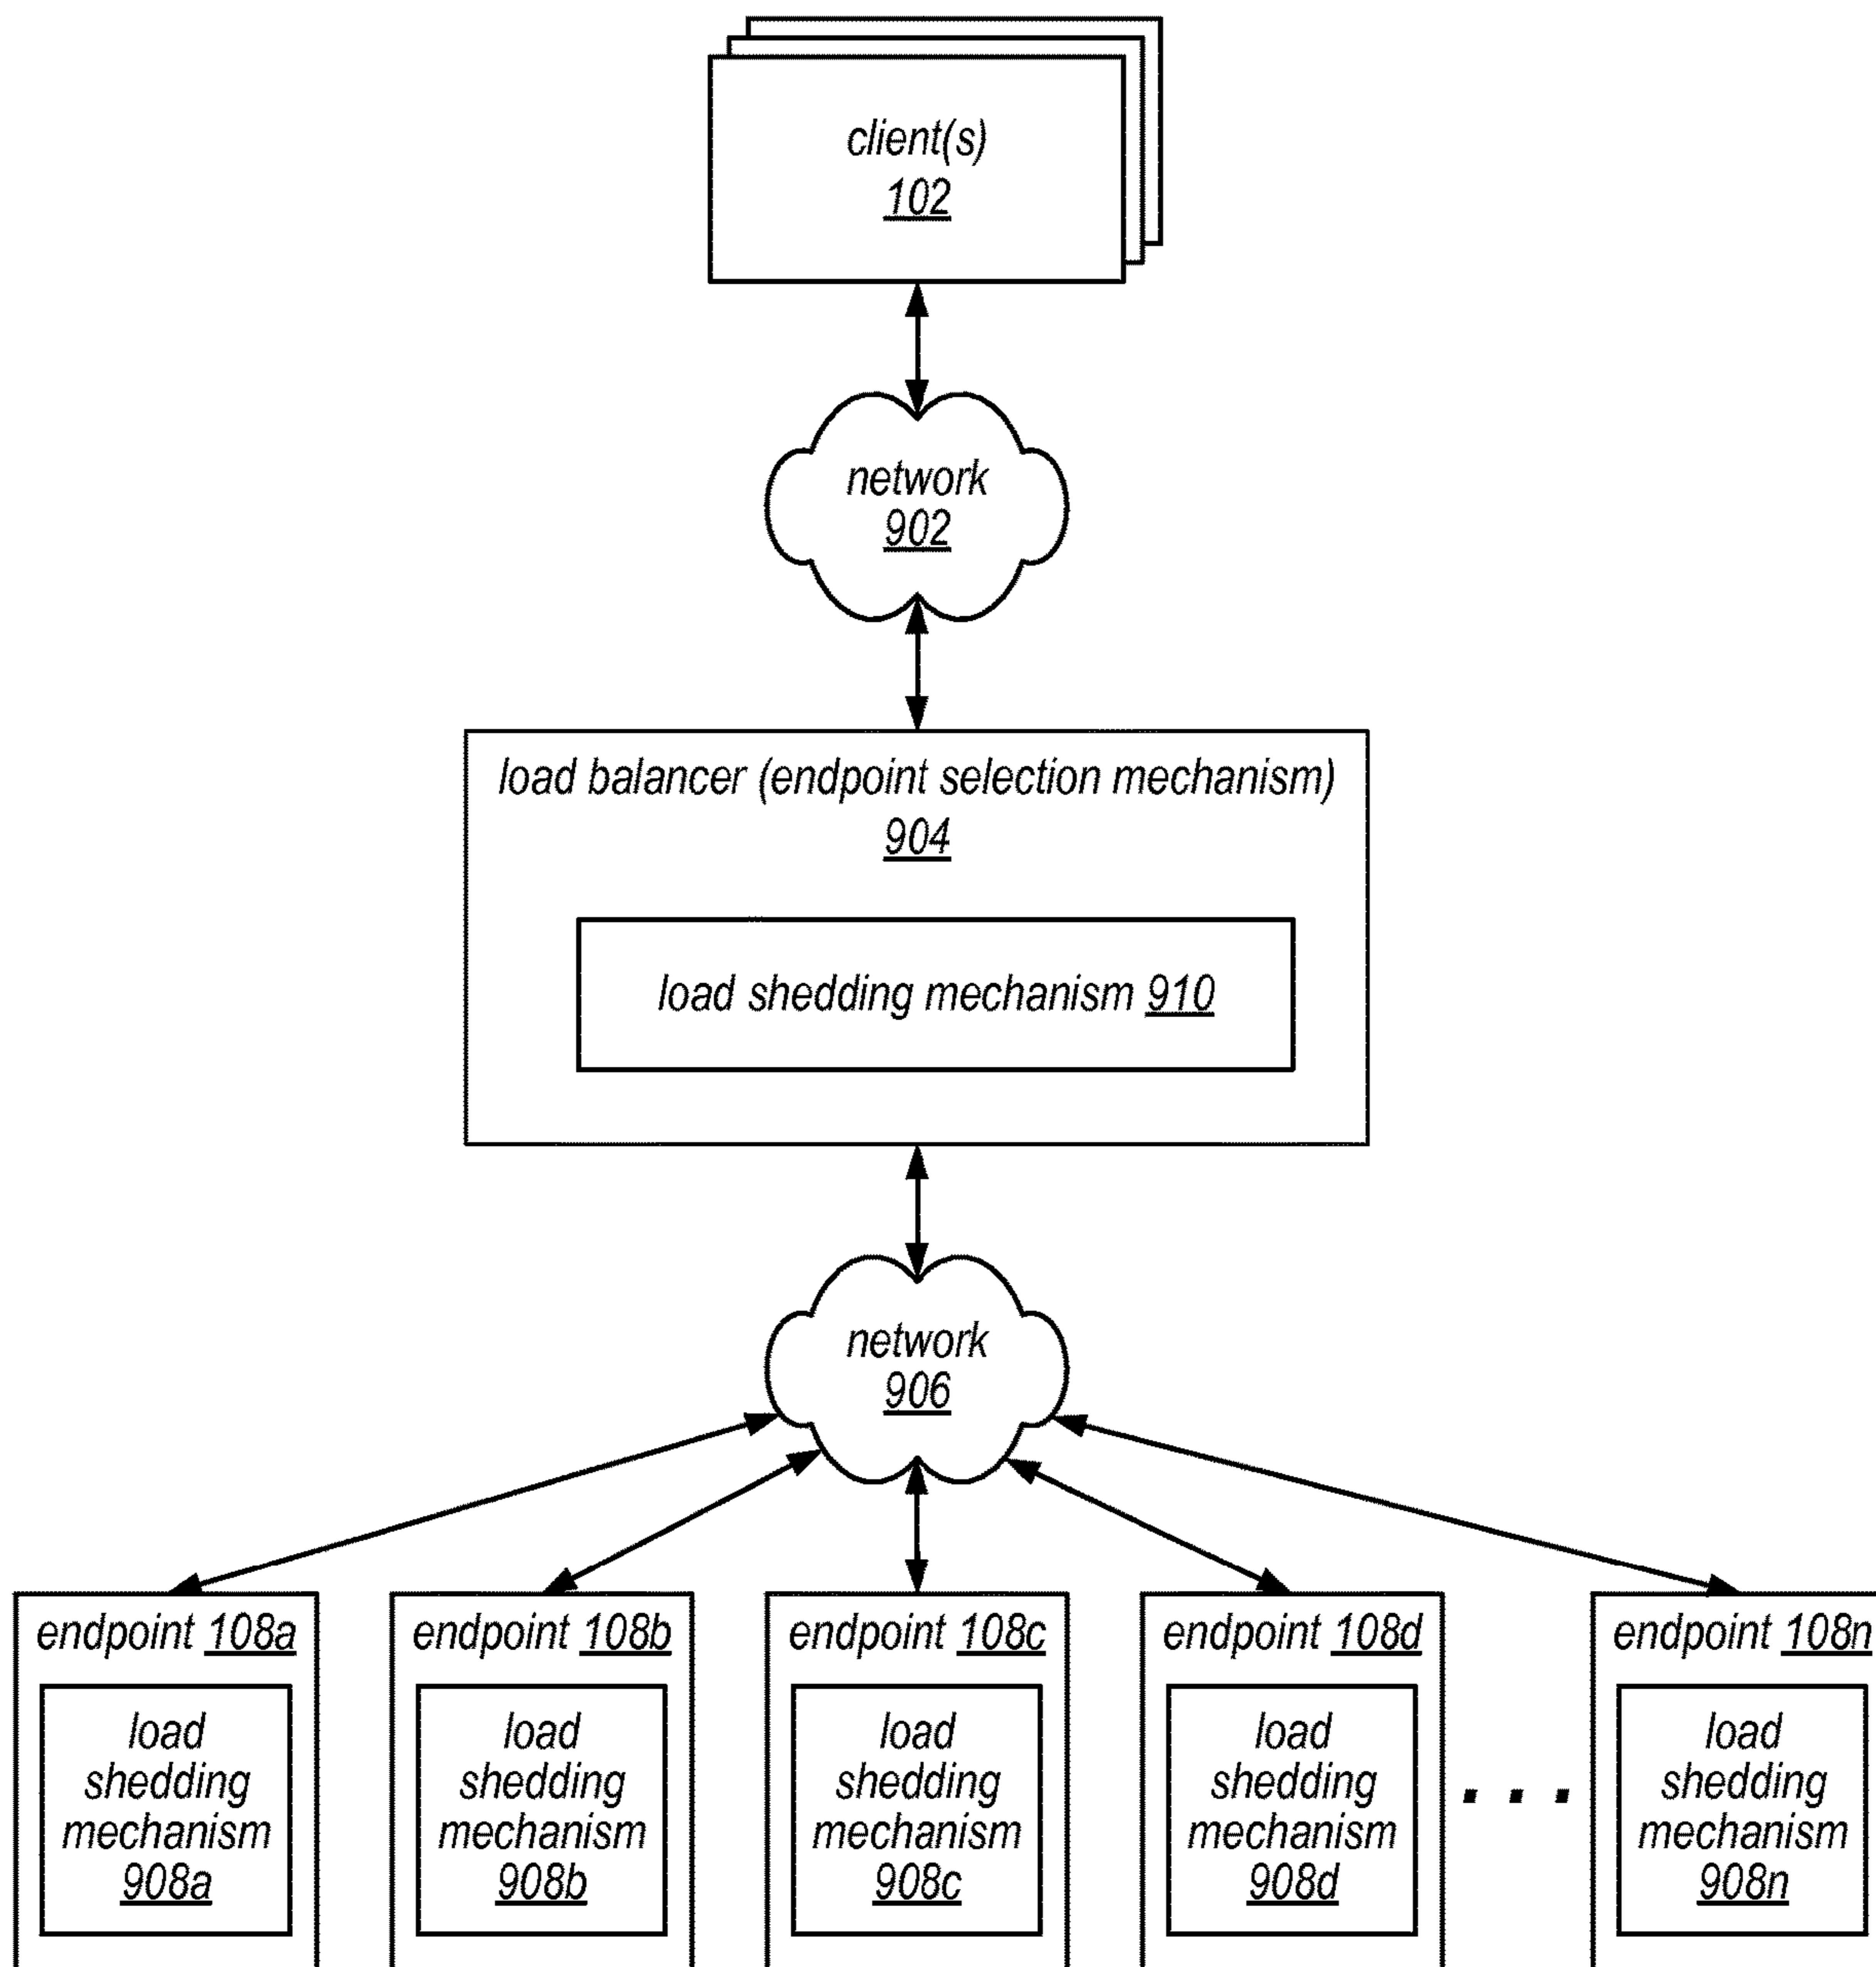 client(s)
102
network
902
load balancer (endpoint selection mechanism)
904
load shedding mechanism 910
network
906
endpoint 108a
load
shedding
mechanism
908a
endpoint 108b
load
shedding
mechanism
908b
endpoint 108c
load
shedding
mechanism
908c
endpoint 108d
load
shedding
mechanism
908d
. . .
endpoint 108n
load
shedding
mechanism
908n